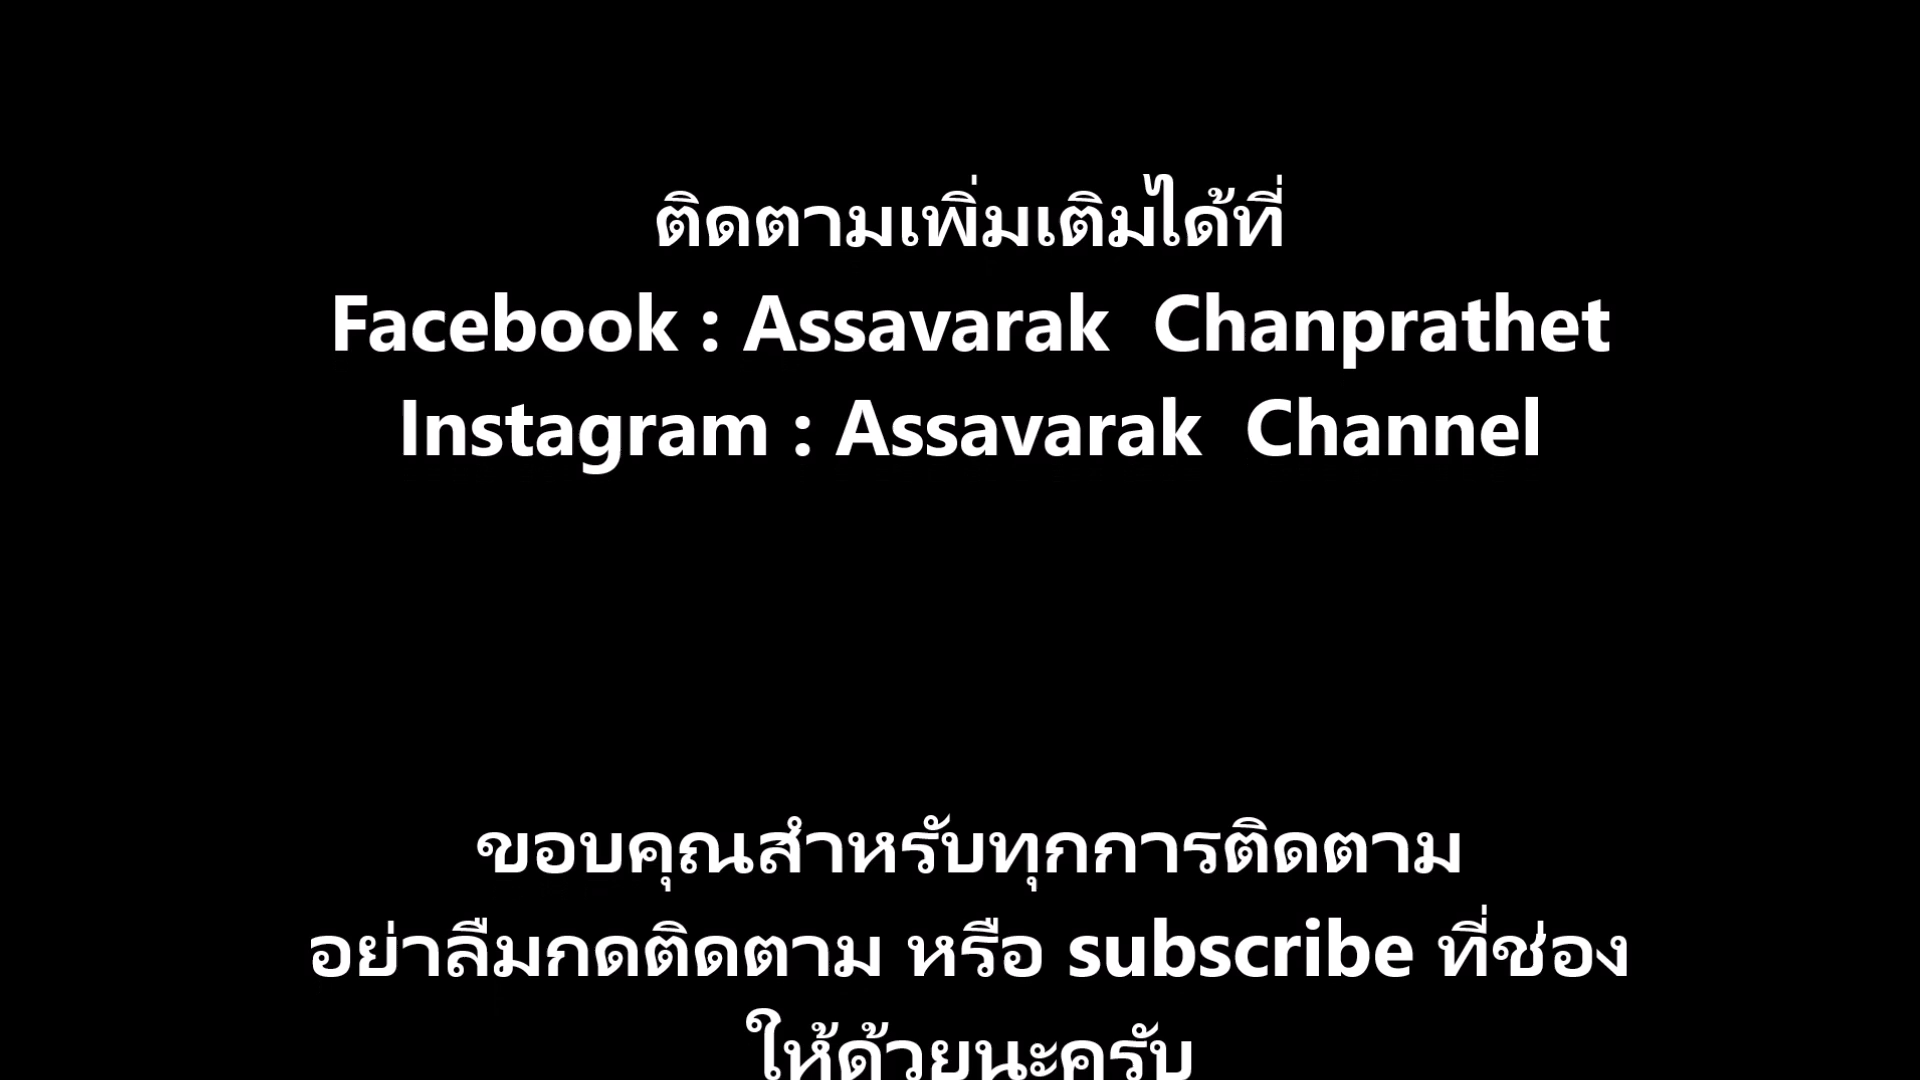 ติดตามเพิ่มเติมได้ที่
Facebook : Assavarak  Chanprathet
Instagram : Assavarak  Channel
ขอบคุณสำหรับทุกการติดตาม
อย่าลืมกดติดตาม หรือ subscribe ที่ช่อง
ให้ด้วยนะครับ